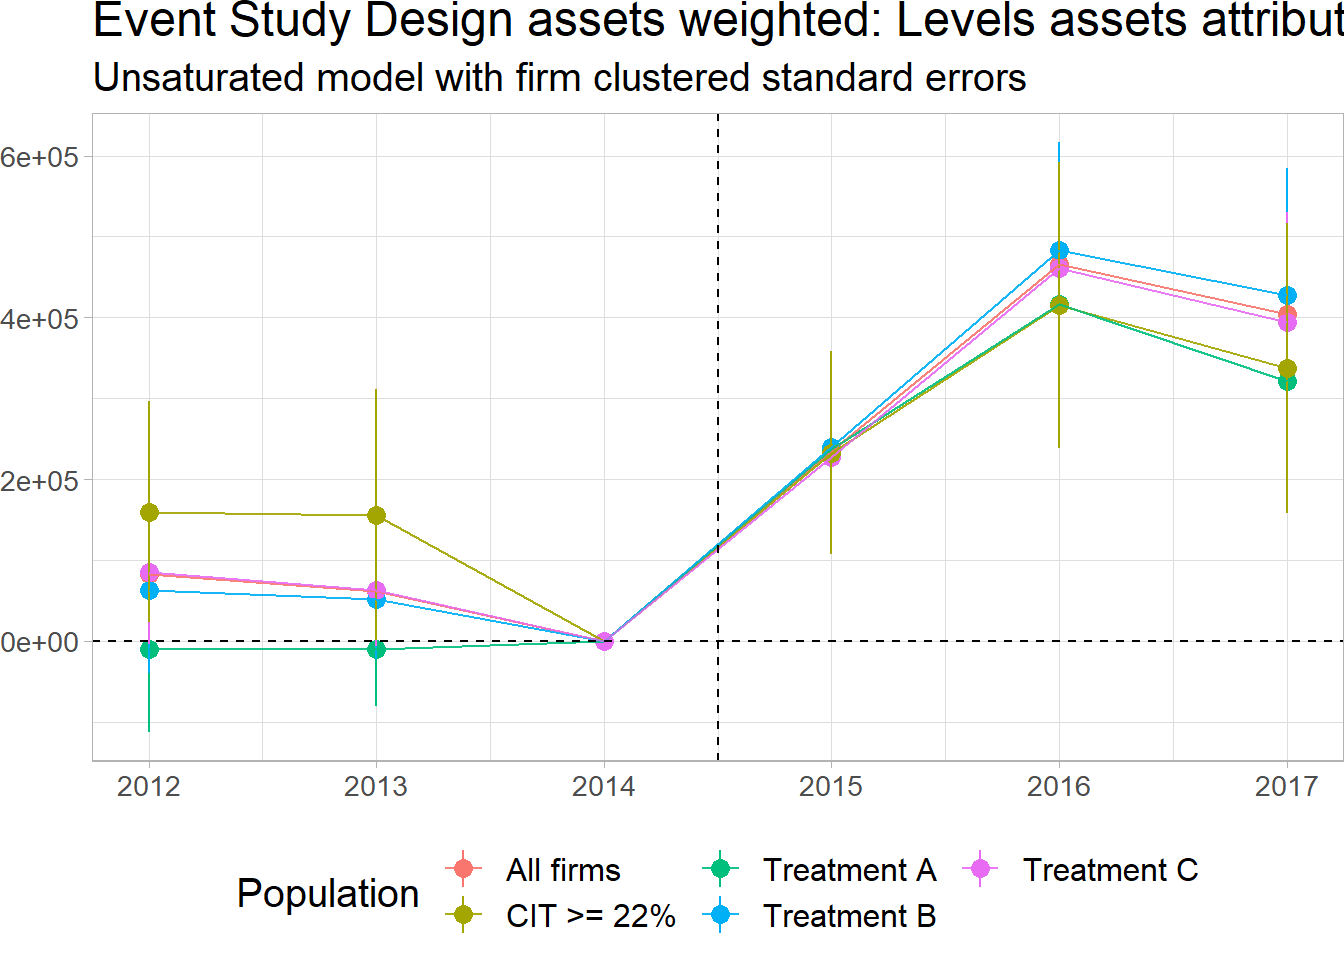 Event Study Design assets weighted: Levels assets attribut
Unsaturated model with firm clustered standard errors
6e+05
4e+05
2e+05
0e+00
2012 2013 2014 2015 2016 2017
Population
All firms Treatment A Treatment C
CIT >= 22% Treatment B